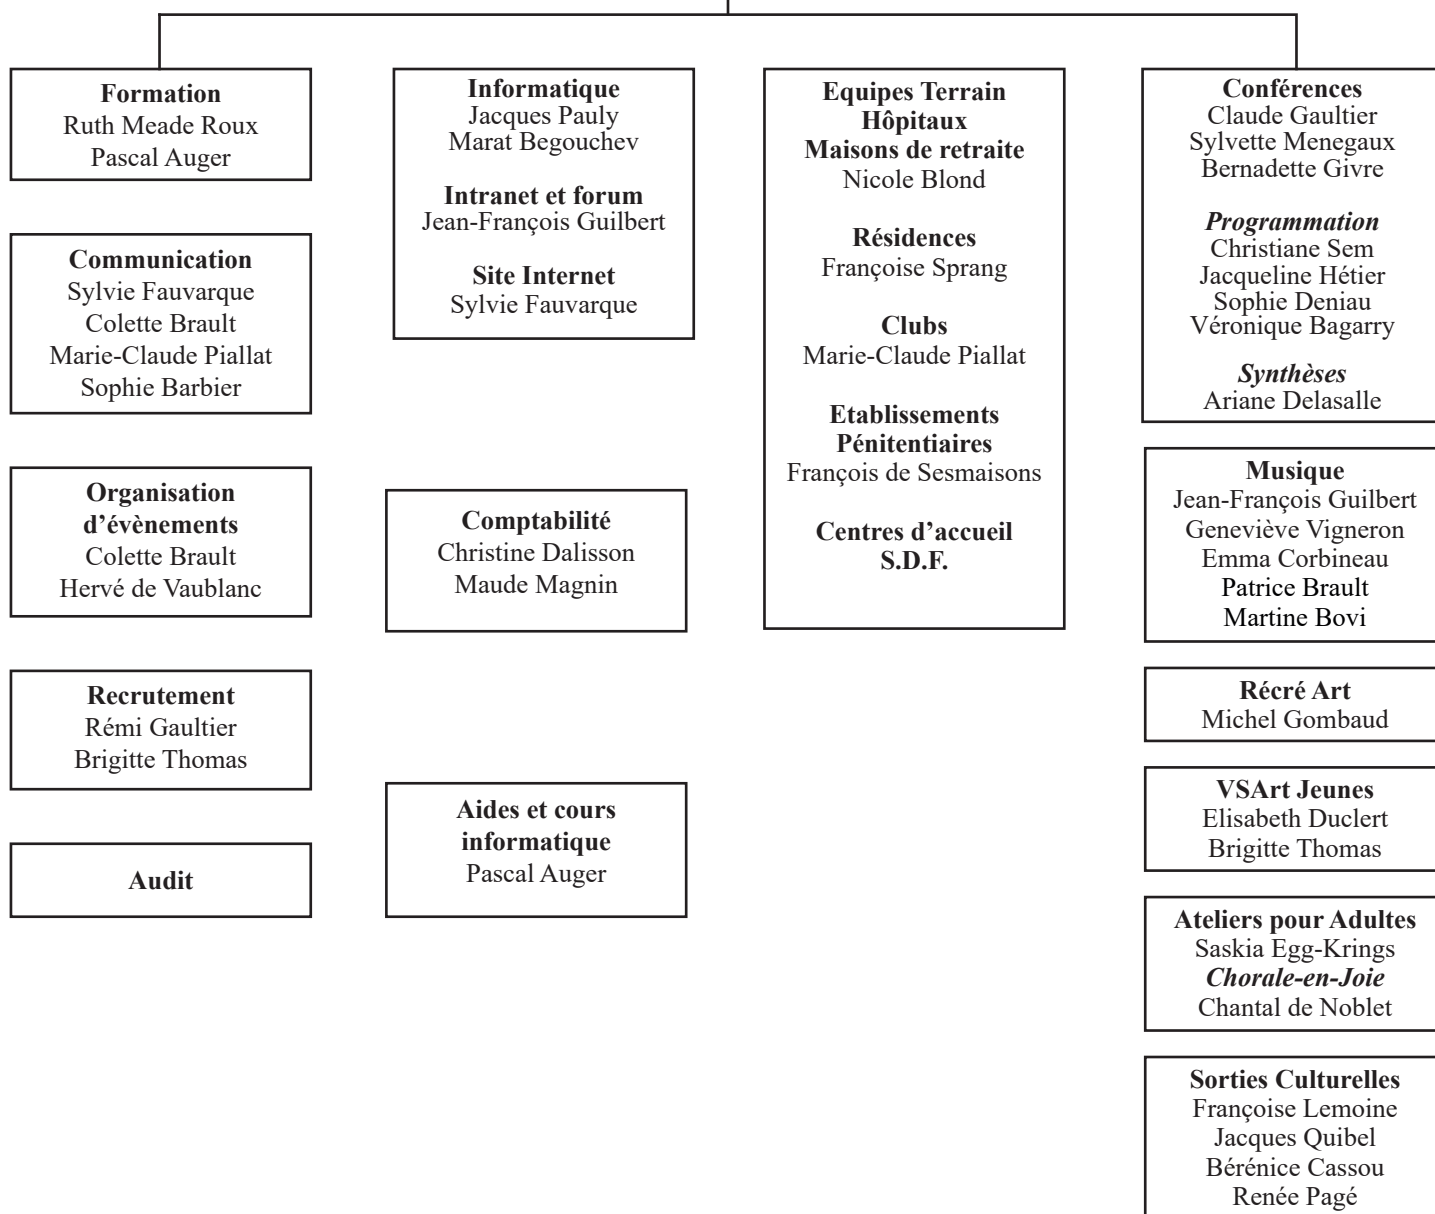 Formation
Ruth Meade Roux
Pascal Auger
Communication
Sylvie Fauvarque
Colette Brault
Marie-Claude Piallat
Sophie Barbier
Organisation
d’évènements
Colette Brault
Hervé de Vaublanc
Recrutement
Rémi Gaultier
Brigitte Thomas
Audit
Informatique
Jacques Pauly
Marat Begouchev
Intranet et forum
Jean-François Guilbert
Site Internet
Sylvie Fauvarque
Comptabilité
Christine Dalisson
Maude Magnin
Aides et cours
informatique
Pascal Auger
Equipes Terrain
Hôpitaux
Maisons de retraite
Nicole Blond
Résidences
Françoise Sprang
Clubs
Marie-Claude Piallat
Etablissements
Pénitentiaires
François de Sesmaisons
Centres d’accueil
S.D.F.
Conférences
Claude Gaultier
Sylvette Menegaux
Bernadette Givre
Programmation
Christiane Sem
Jacqueline Hétier
Sophie Deniau
Véronique Bagarry
Synthèses
Ariane Delasalle
Musique
Jean-François Guilbert
Geneviève Vigneron
Emma Corbineau
Patrice Brault
Martine Bovi
Récré Art
Michel Gombaud
VSArt Jeunes
Elisabeth Duclert
Brigitte Thomas
Ateliers pour Adultes
Saskia Egg-Krings
Chorale-en-Joie
Chantal de Noblet
Sorties Culturelles
Françoise Lemoine
Jacques Quibel
Bérénice Cassou
Renée Pagé